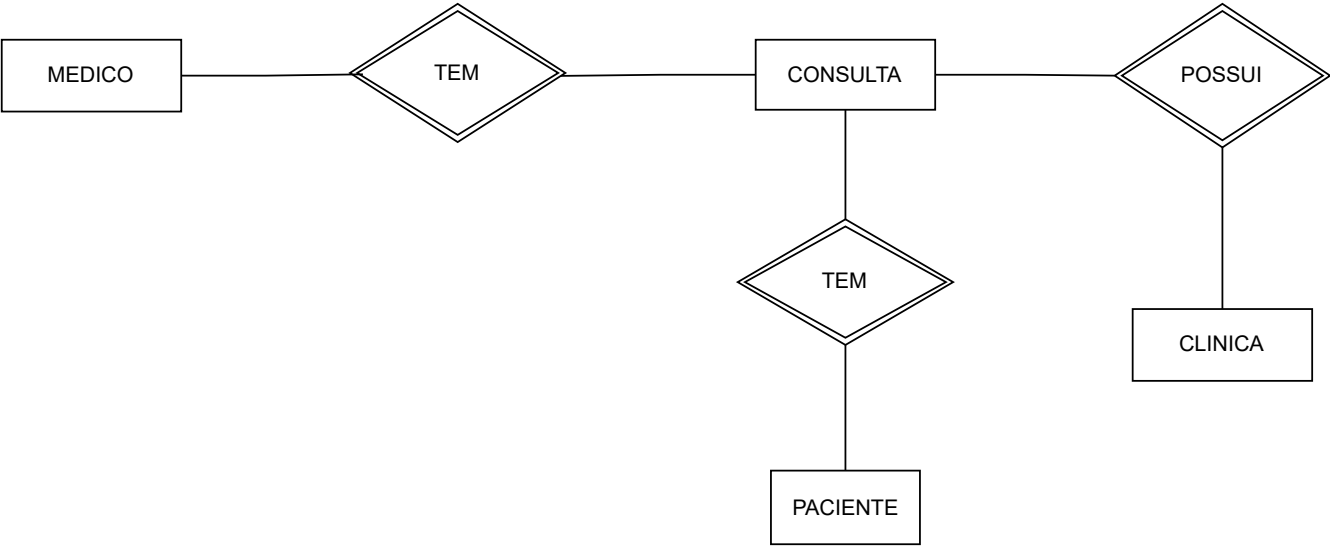 MEDICO
TEM
CONSULTA
POSSUI
TEM
CLINICA
PACIENTE